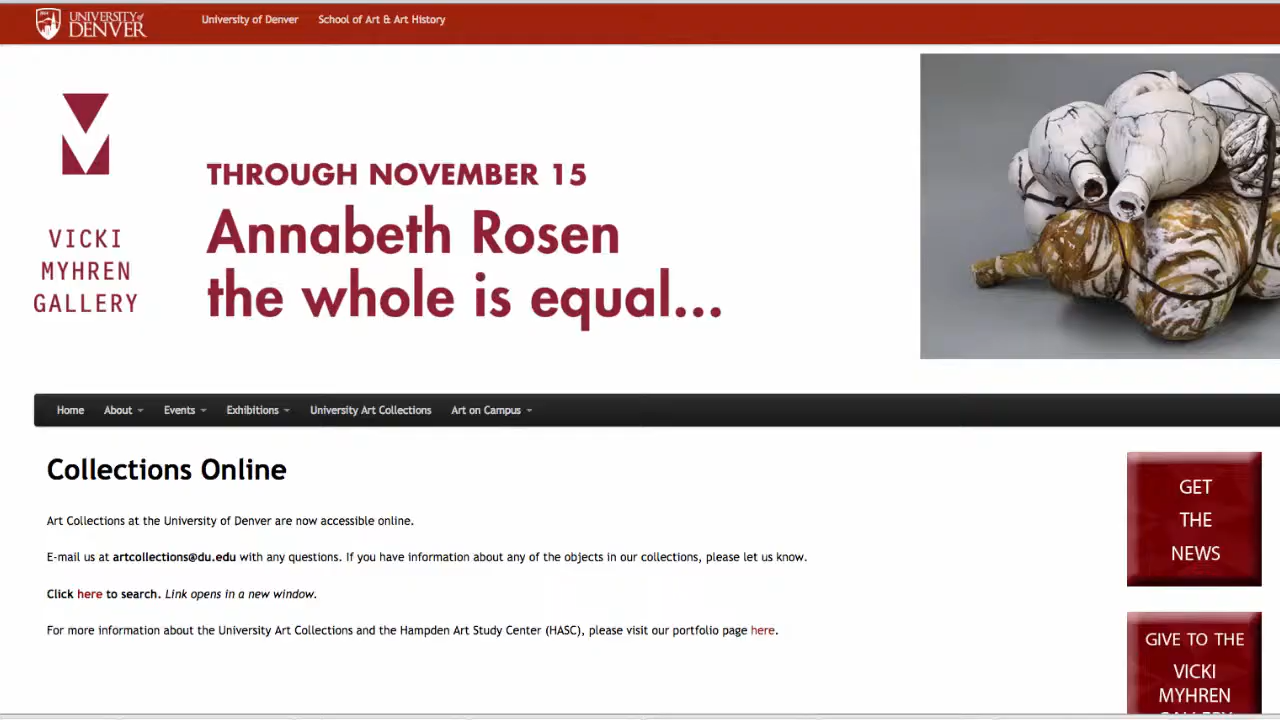 UNIVERSITY of
DENVER
University of Denver School of Art & Art History
VICKI
MYHREN
GALLERY
THROUGH NOVEMBER 15
Annabeth Rosen
the whole is equal...
Home About Events Exhibitions University Art Collections Art on Campus
Collections Online
Art Collections at the University of Denver are now accessible online.
E-mail us at artcollections@du.edu with any questions. If you have information about any of the objects in our collections, please let us know.
Click here to search. Link opens in a new window.
For more information about the University Art Collections and the Hampden Art Study Center (HASC), please visit our portfolio page here.
GET
THE
NEWS
GIVE TO THE
VICKI
MYHREN
GALLERY